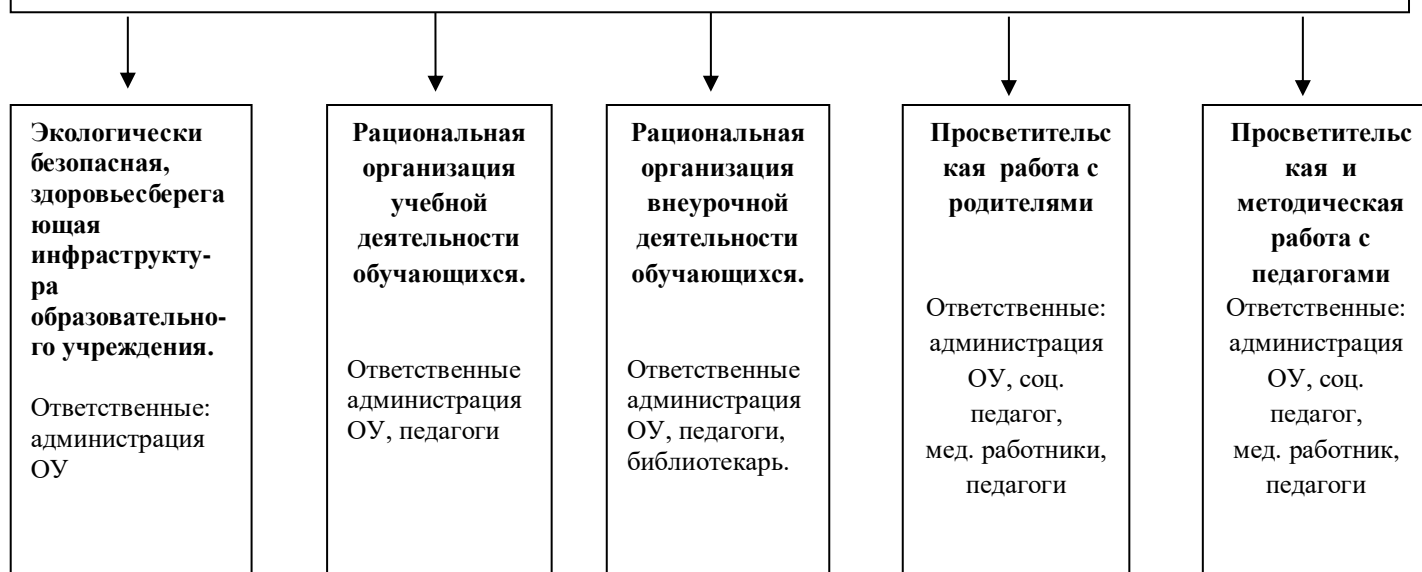 Экологически
безопасная,
здоровьесберега
ющая
инфраструкту-
ра
образовательно-
го учреждения.
Ответственные:
администрация
ОУ
Рациональная
организация
учебной
деятельности
обучающихся.
Ответственные
администрация
ОУ, педагоги
Рациональная
организация
внеурочной
деятельности
обучающихся.
Ответственные
администрация
ОУ, педагоги,
библиотекарь.
Просветительс
кая работа с
родителями
Ответственные:
администрация
ОУ, соц.
педагог,
мед. работники,
педагоги
Просветительс
кая и
методическая
работа с
педагогами
Ответственные:
администрация
ОУ, соц.
педагог,
мед. работник,
педагоги